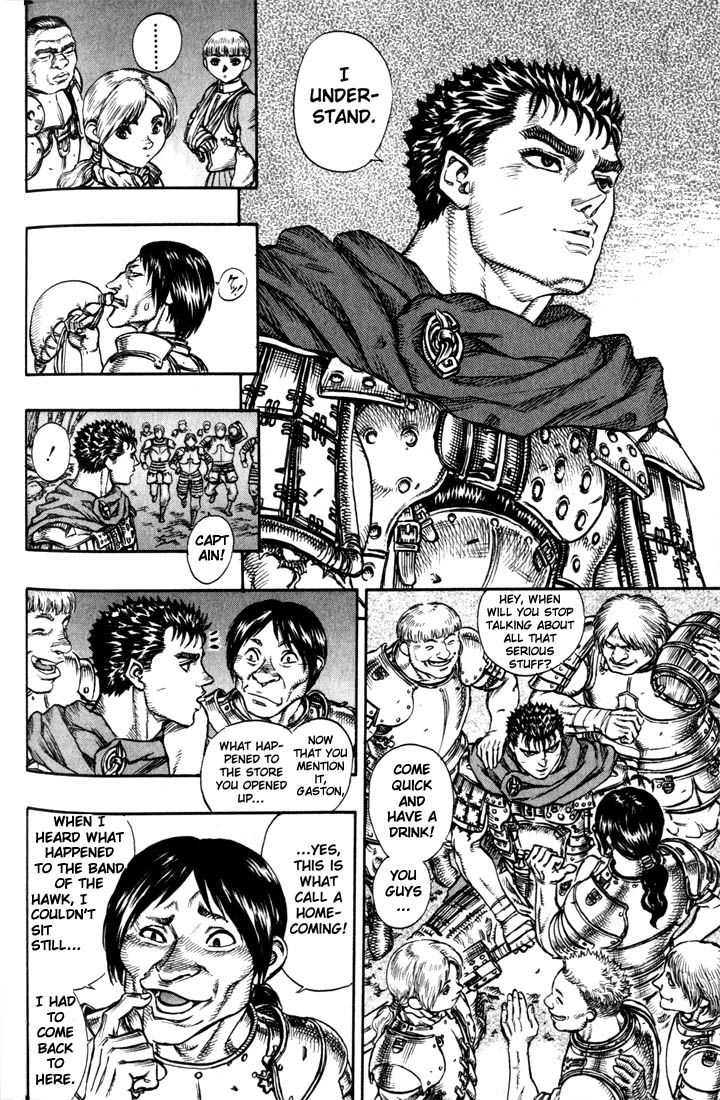 I
UNDER-
STAND.
.......
!
CAPT
AIN!
HEY, WHEN
WILL YOU STOP
TALKING ABOUT
ALL THAT
SERIOUS
STUFF?
COME
QUICK
AND
HAVE A
DRINK!
YOU
GUYS
...
NOW
THAT YOU
MENTION
IT,
GASTON,
WHAT HAP-
PENED TO
THE STORE
YOU OPENED
UP...
...YES,
THIS IS
WHAT
CALL A
HOME-
COMING!
WHEN I
HEARD WHAT
HAPPENED
TO THE BAND
OF THE
HAWK, I
COULDN'T
SIT
STILL...
I HAD
TO
COME
BACK
TO
HERE.